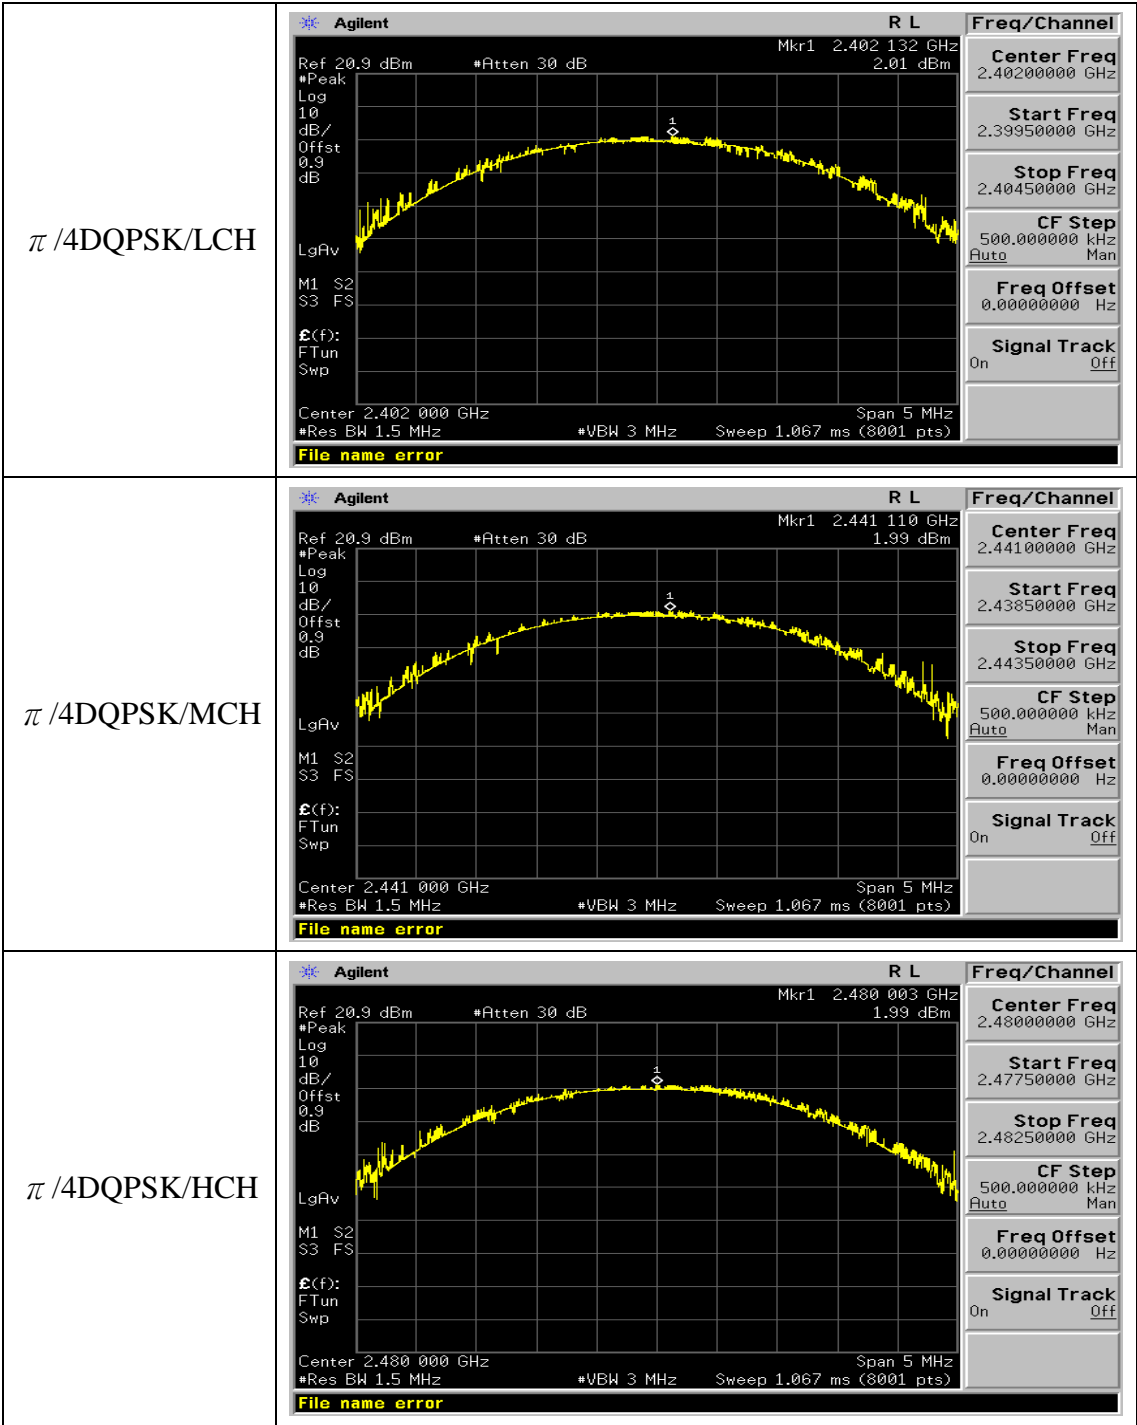 π/4DQPSK/LCH
Agilent R L
Mkr1 2.402 132 GHz
Ref 20.9 dBm #Atten 30 dB 2.01 dBm
#Peak
Log
10
dB/
Offst
0.9
dB
1
LgAv
M1 S2
S3 FS
£(f):
FTun
Swp
Center 2.402 000 GHz Span 5 MHz
#Res BW 1.5 MHz #VBW 3 MHz Sweep 1.067 ms (8001 pts)
File name error
Freq/Channel
Center Freq
2.40200000 GHz
Start Freq
2.39950000 GHz
Stop Freq
2.40450000 GHz
CF Step
500.000000 kHz
Auto Man
Freq Offset
0.00000000 Hz
Signal Track
On Off
π/4DQPSK/MCH
Agilent R L
Mkr1 2.441 110 GHz
Ref 20.9 dBm #Atten 30 dB 1.99 dBm
#Peak
Log
10
dB/
Offst
0.9
dB
1
LgAv
M1 S2
S3 FS
£(f):
FTun
Swp
Center 2.441 000 GHz Span 5 MHz
#Res BW 1.5 MHz #VBW 3 MHz Sweep 1.067 ms (8001 pts)
File name error
Freq/Channel
Center Freq
2.44100000 GHz
Start Freq
2.43850000 GHz
Stop Freq
2.44350000 GHz
CF Step
500.000000 kHz
Auto Man
Freq Offset
0.00000000 Hz
Signal Track
On Off
π/4DQPSK/HCH
Agilent R L
Mkr1 2.480 003 GHz
Ref 20.9 dBm #Atten 30 dB 1.99 dBm
#Peak
Log
10
dB/
Offst
0.9
dB
1
LgAv
M1 S2
S3 FS
£(f):
FTun
Swp
Center 2.480 000 GHz Span 5 MHz
#Res BW 1.5 MHz #VBW 3 MHz Sweep 1.067 ms (8001 pts)
File name error
Freq/Channel
Center Freq
2.48000000 GHz
Start Freq
2.47750000 GHz
Stop Freq
2.48250000 GHz
CF Step
500.000000 kHz
Auto Man
Freq Offset
0.00000000 Hz
Signal Track
On Off